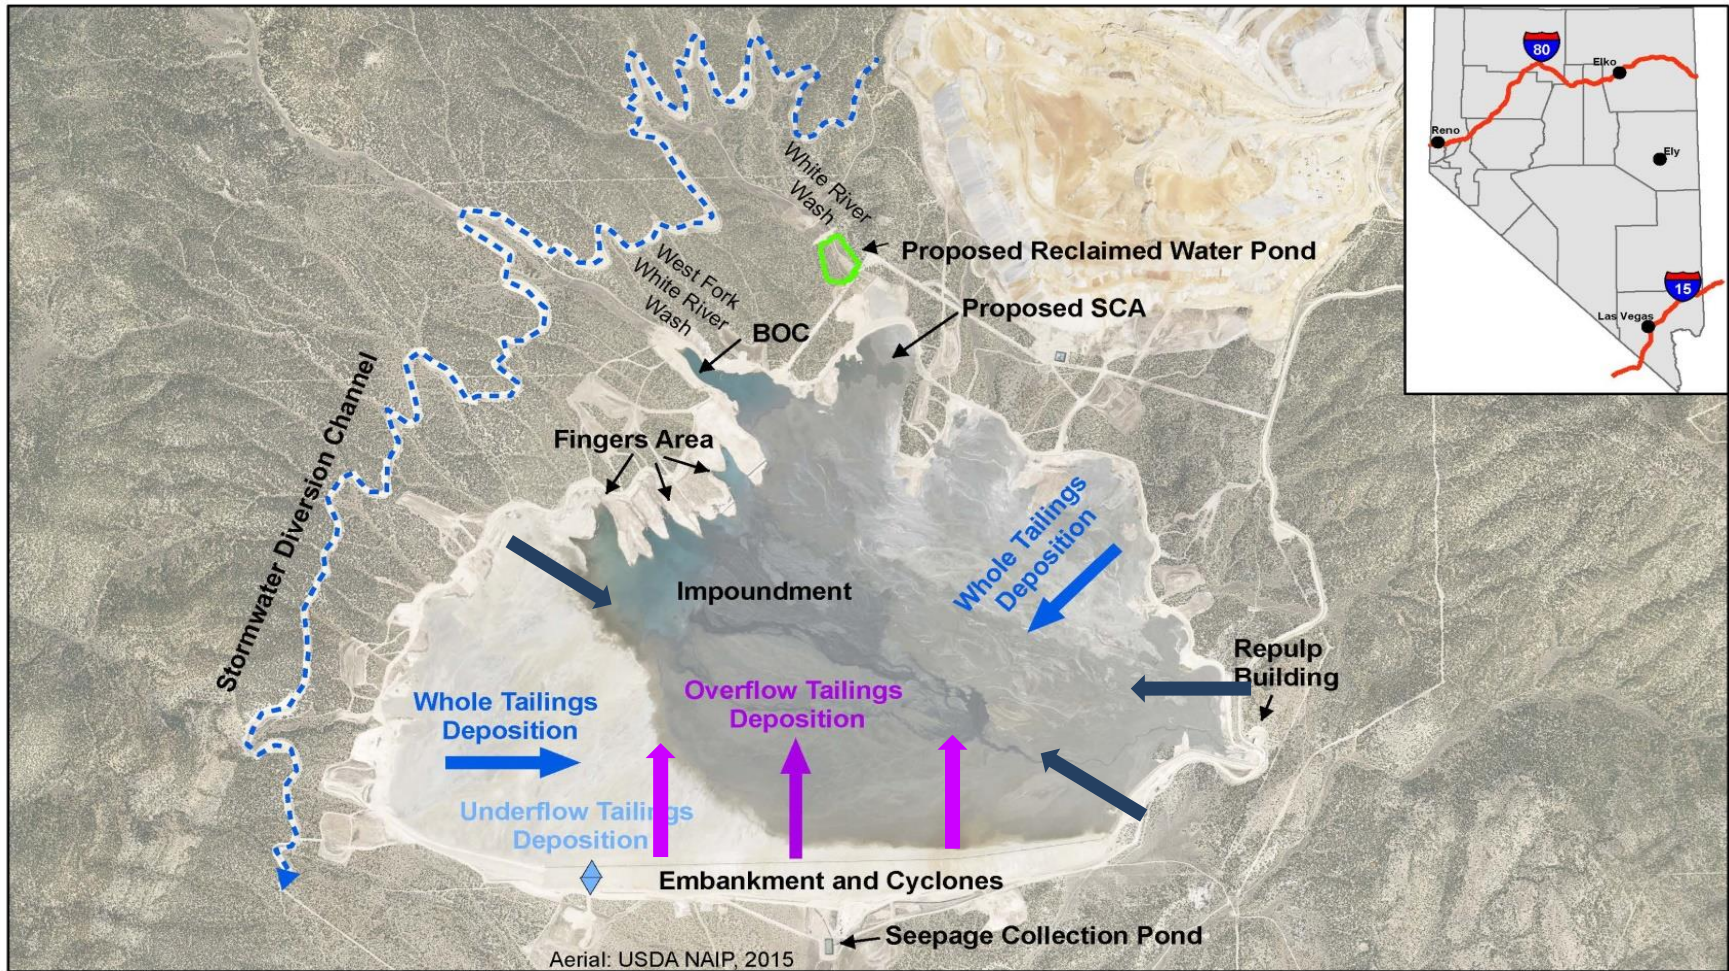 80
Elko
Reno
Ely
15
Las Vegas
White River
Wash
Proposed Reclaimed Water Pond
West Fork
White River
Wash
Proposed SCA
BOC
Fingers Area
Stormwater Diversion Channel
Whole Tailings
Deposition
Impoundment
Repulp
Building
Overflow Tailings
Deposition
Whole Tailings
Deposition
Underflow Tailings
Deposition
Embankment and Cyclones
Seepage Collection Pond
Aerial: USDA NAIP, 2015